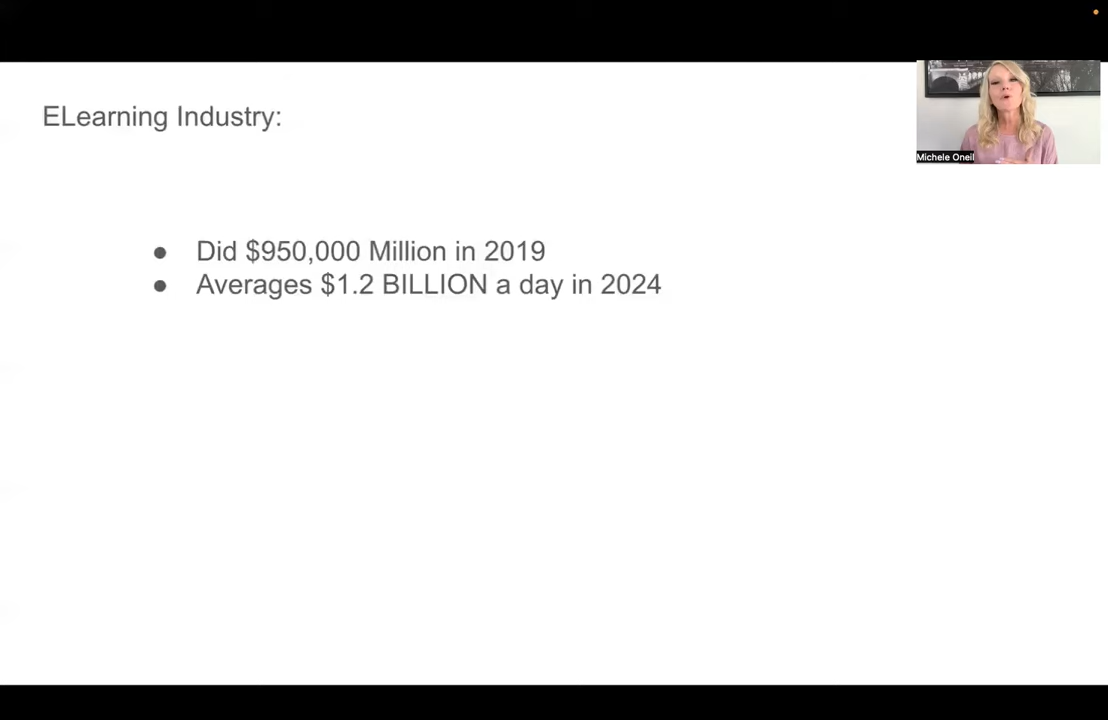 ELearning Industry:
Michele Oneil
● Did $950,000 Million in 2019
● Averages $1.2 BILLION a day in 2024